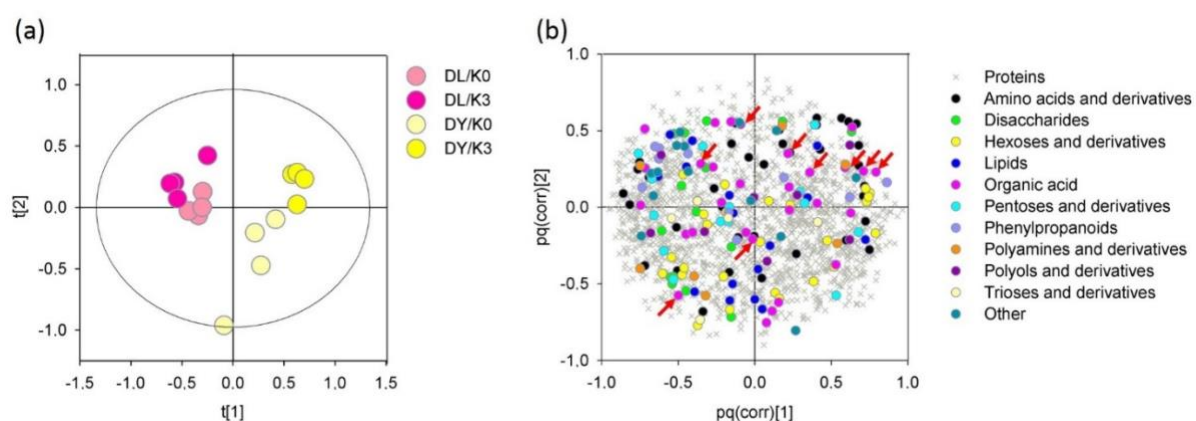 (a)
1.0
0.5
0.0
-0.5
-1.0
t[2]
-1.5 -1.0 -0.5 0.0 0.5 1.0 1.5
t[1]
DL/K0
DL/K3
DY/K0
DY/K3
(b)
1.0
0.5
0.0
-0.5
-1.0
pq(corr)[2]
-1.0 -0.5 0.0 0.5 1.0
pq(corr)[1]
Proteins
Amino acids and derivatives
Disaccharides
Hexoses and derivatives
Lipids
Organic acid
Pentoses and derivatives
Phenylpropanoids
Polyamines and derivatives
Polyols and derivatives
Trioses and derivatives
Other